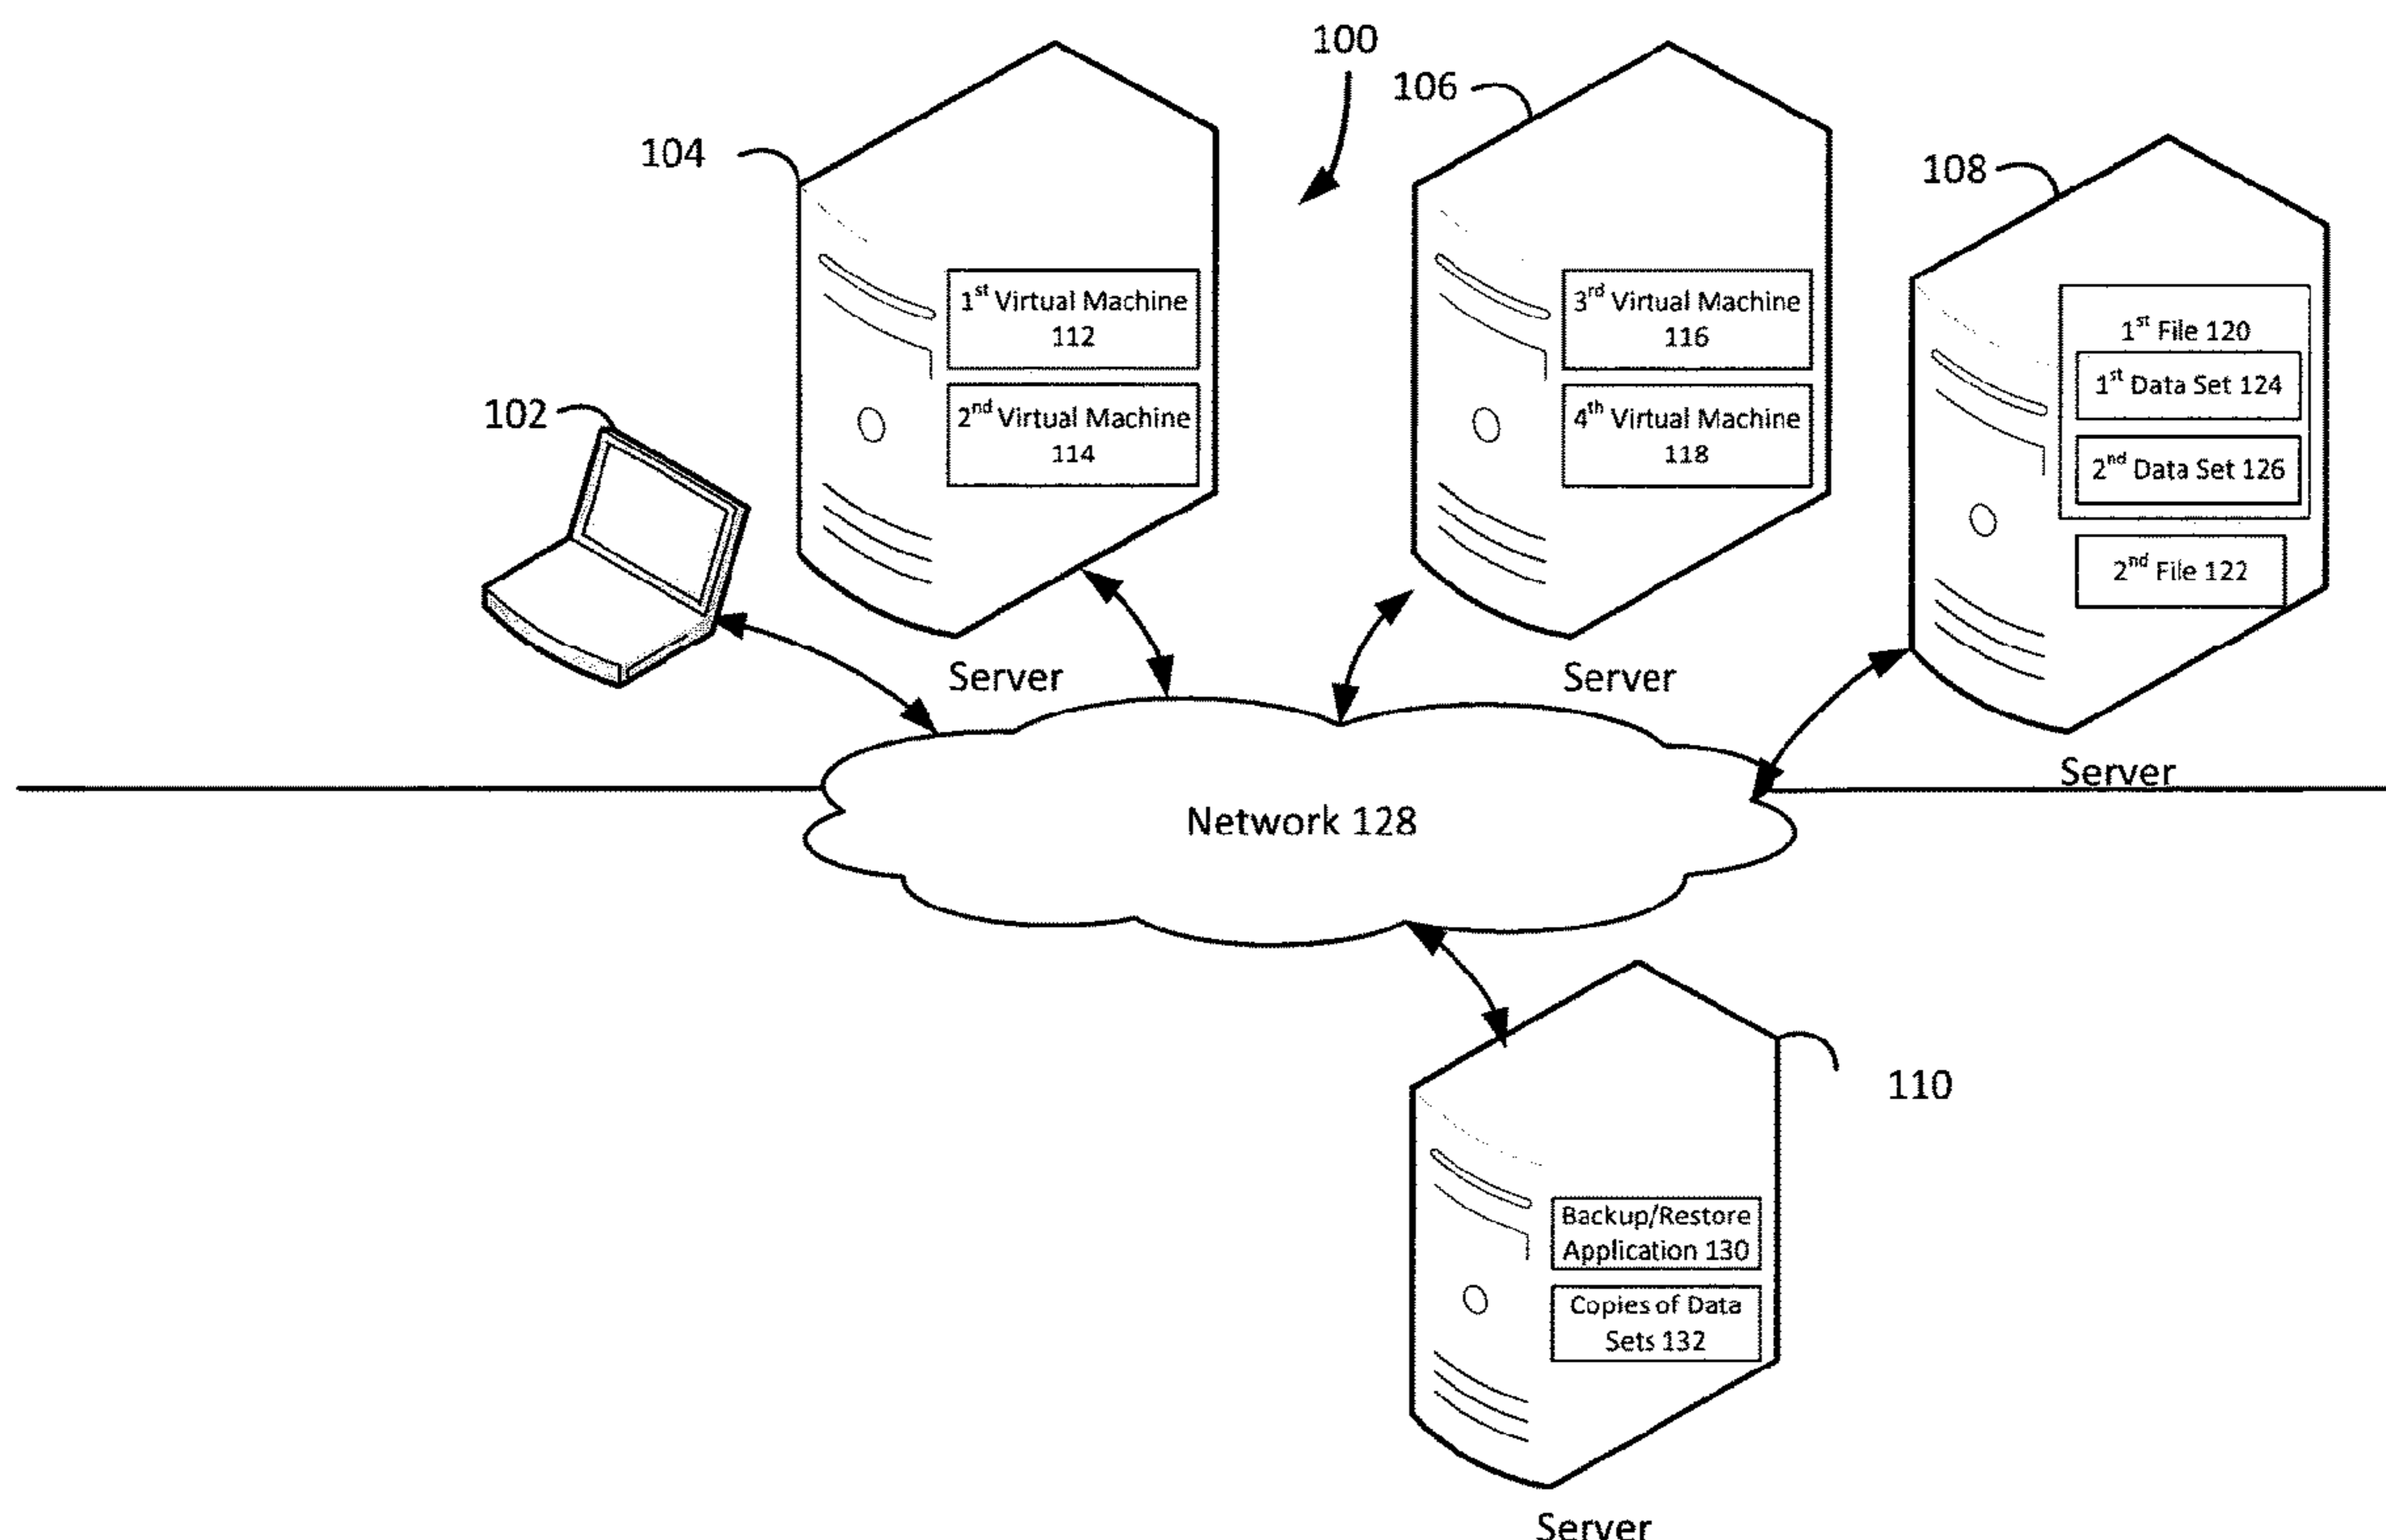 100
106
104
108
1st Virtual Machine
112
2nd Virtual Machine
114
3rd Virtual Machine
116
4th Virtual Machine
118
1st File 120
1st Data Set 124
2nd Data Set 126
2nd File 122
102
Server
Server
Server
Network 128
110
Backup/Restore
Application 130
Copies of Data
Sets 132
Server